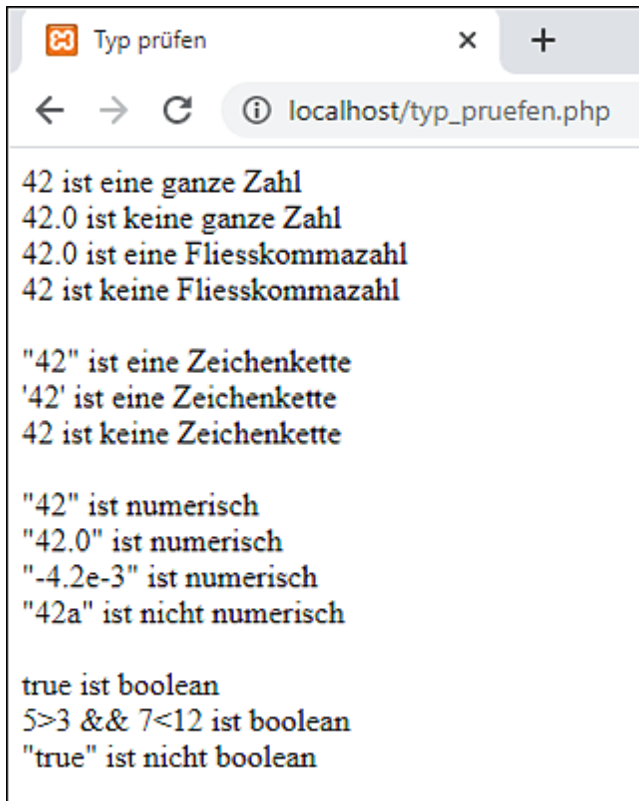 Typ prüfen
localhost/typ_pruefen.php
42 ist eine ganze Zahl
42.0 ist keine ganze Zahl
42.0 ist eine Fliesskommazahl
42 ist keine Fliesskommazahl
"42" ist eine Zeichenkette
'42' ist eine Zeichenkette
42 ist keine Zeichenkette
"42" ist numerisch
"42.0" ist numerisch
"-4.2e-3" ist numerisch
"42a" ist nicht numerisch
true ist boolean
5>3 && 7<12 ist boolean
"true" ist nicht boolean